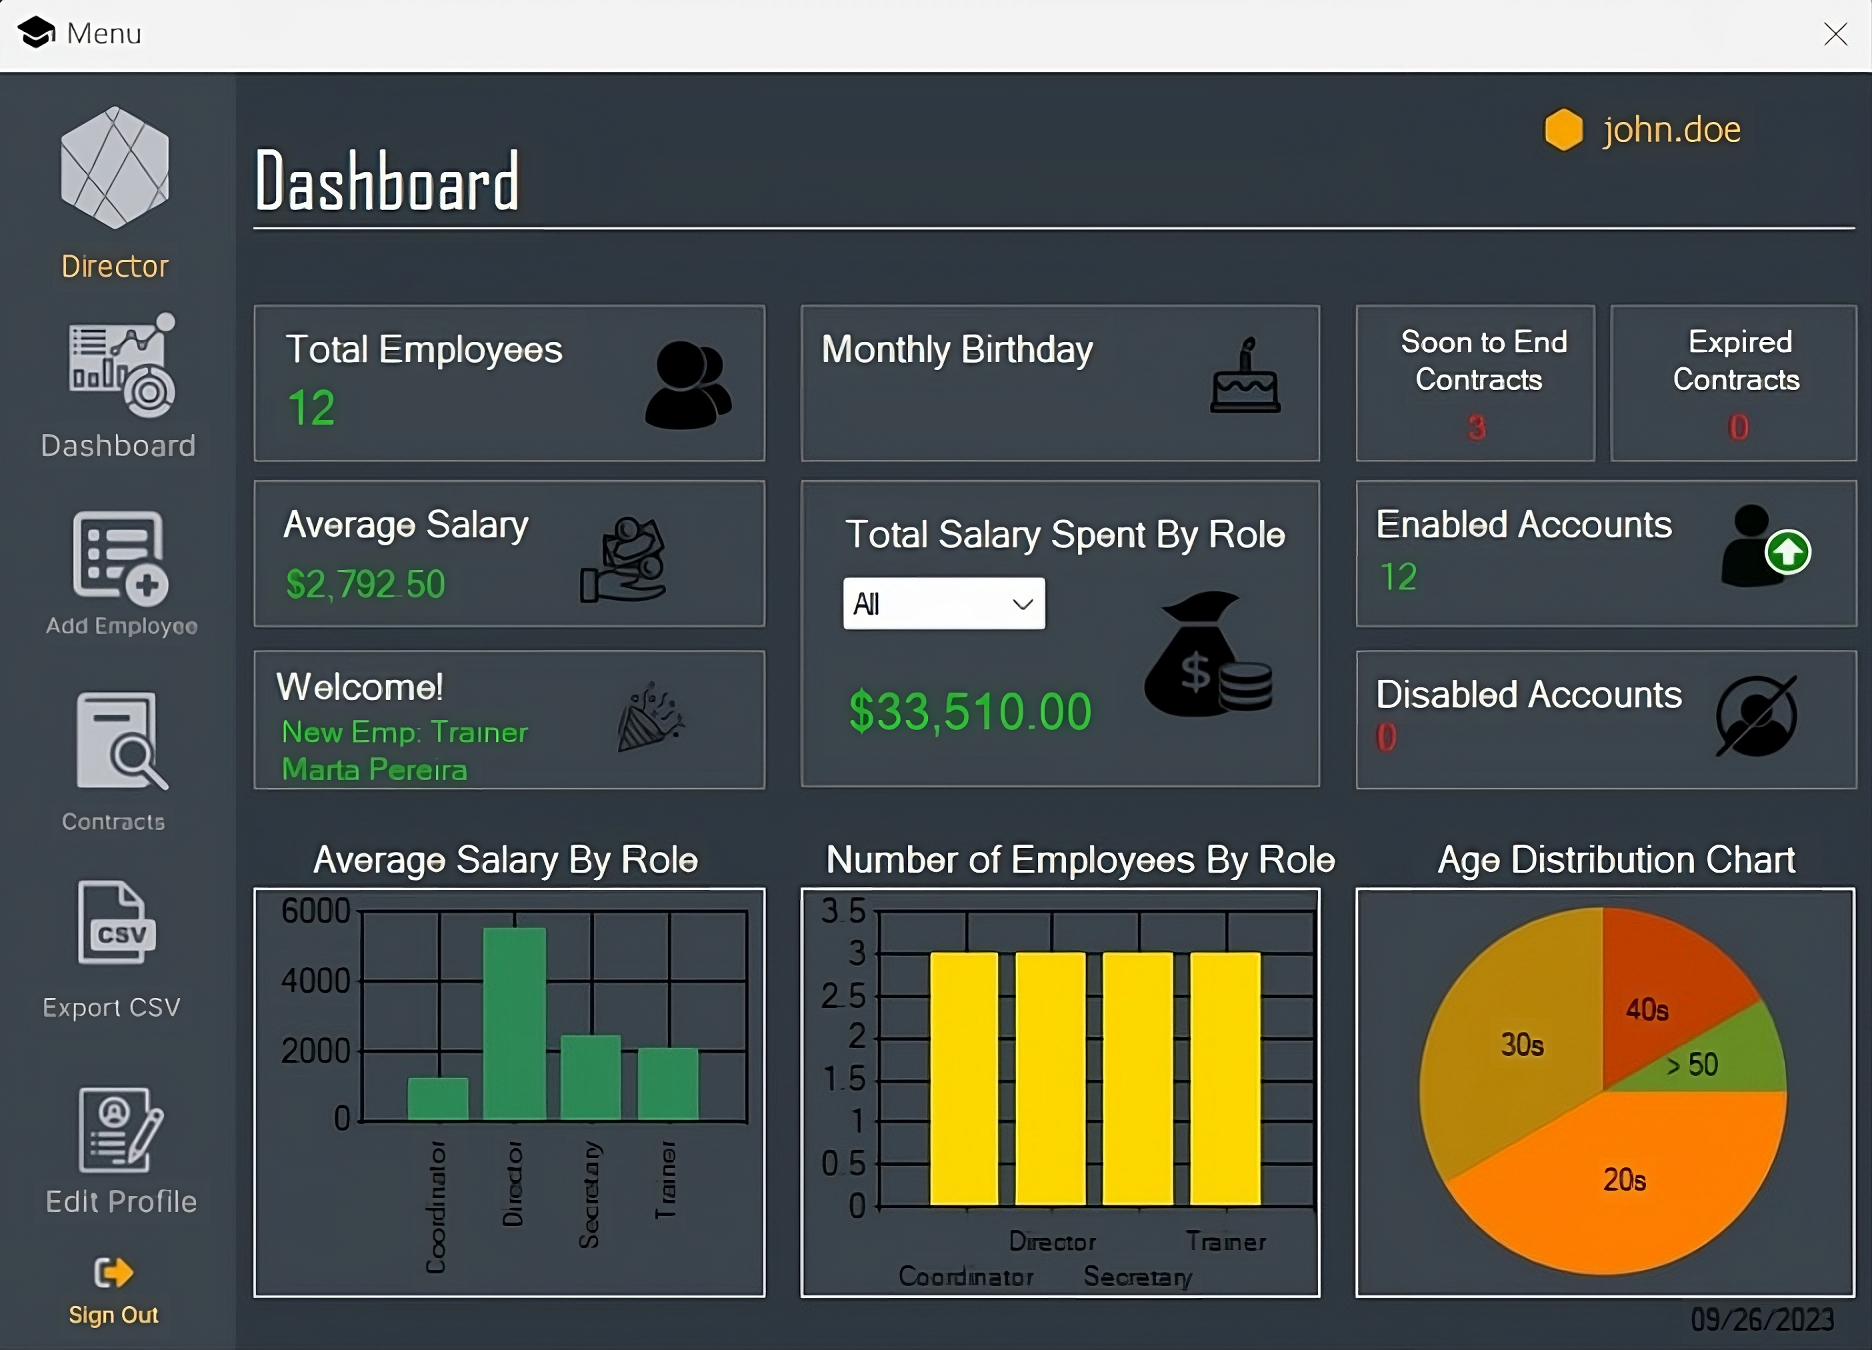 Menu
john.doe
Dashboard
Director
Dashboard
Add Employee
Contracts
CSV
Export CSV
Edit Profile
Sign Out
Total Employees
12
Monthly Birthday
Soon to End
Contracts
3
Expired
Contracts
0
Average Salary
$2,792.50
Total Salary Spent By Role
All
$
$33,510.00
Enabled Accounts
12
Welcome!
New Emp: Trainer
Marta Pereira
Disabled Accounts
0
Average Salary By Role
6000
4000
2000
0
Coordinator
Director
Secretary
Trainer
Number of Employees By Role
3.5
3
2.5
2
1.5
1
0.5
0
Director
Trainer
Coordinator
Secretary
Age Distribution Chart
40s
30s
> 50
20s
09/26/2023